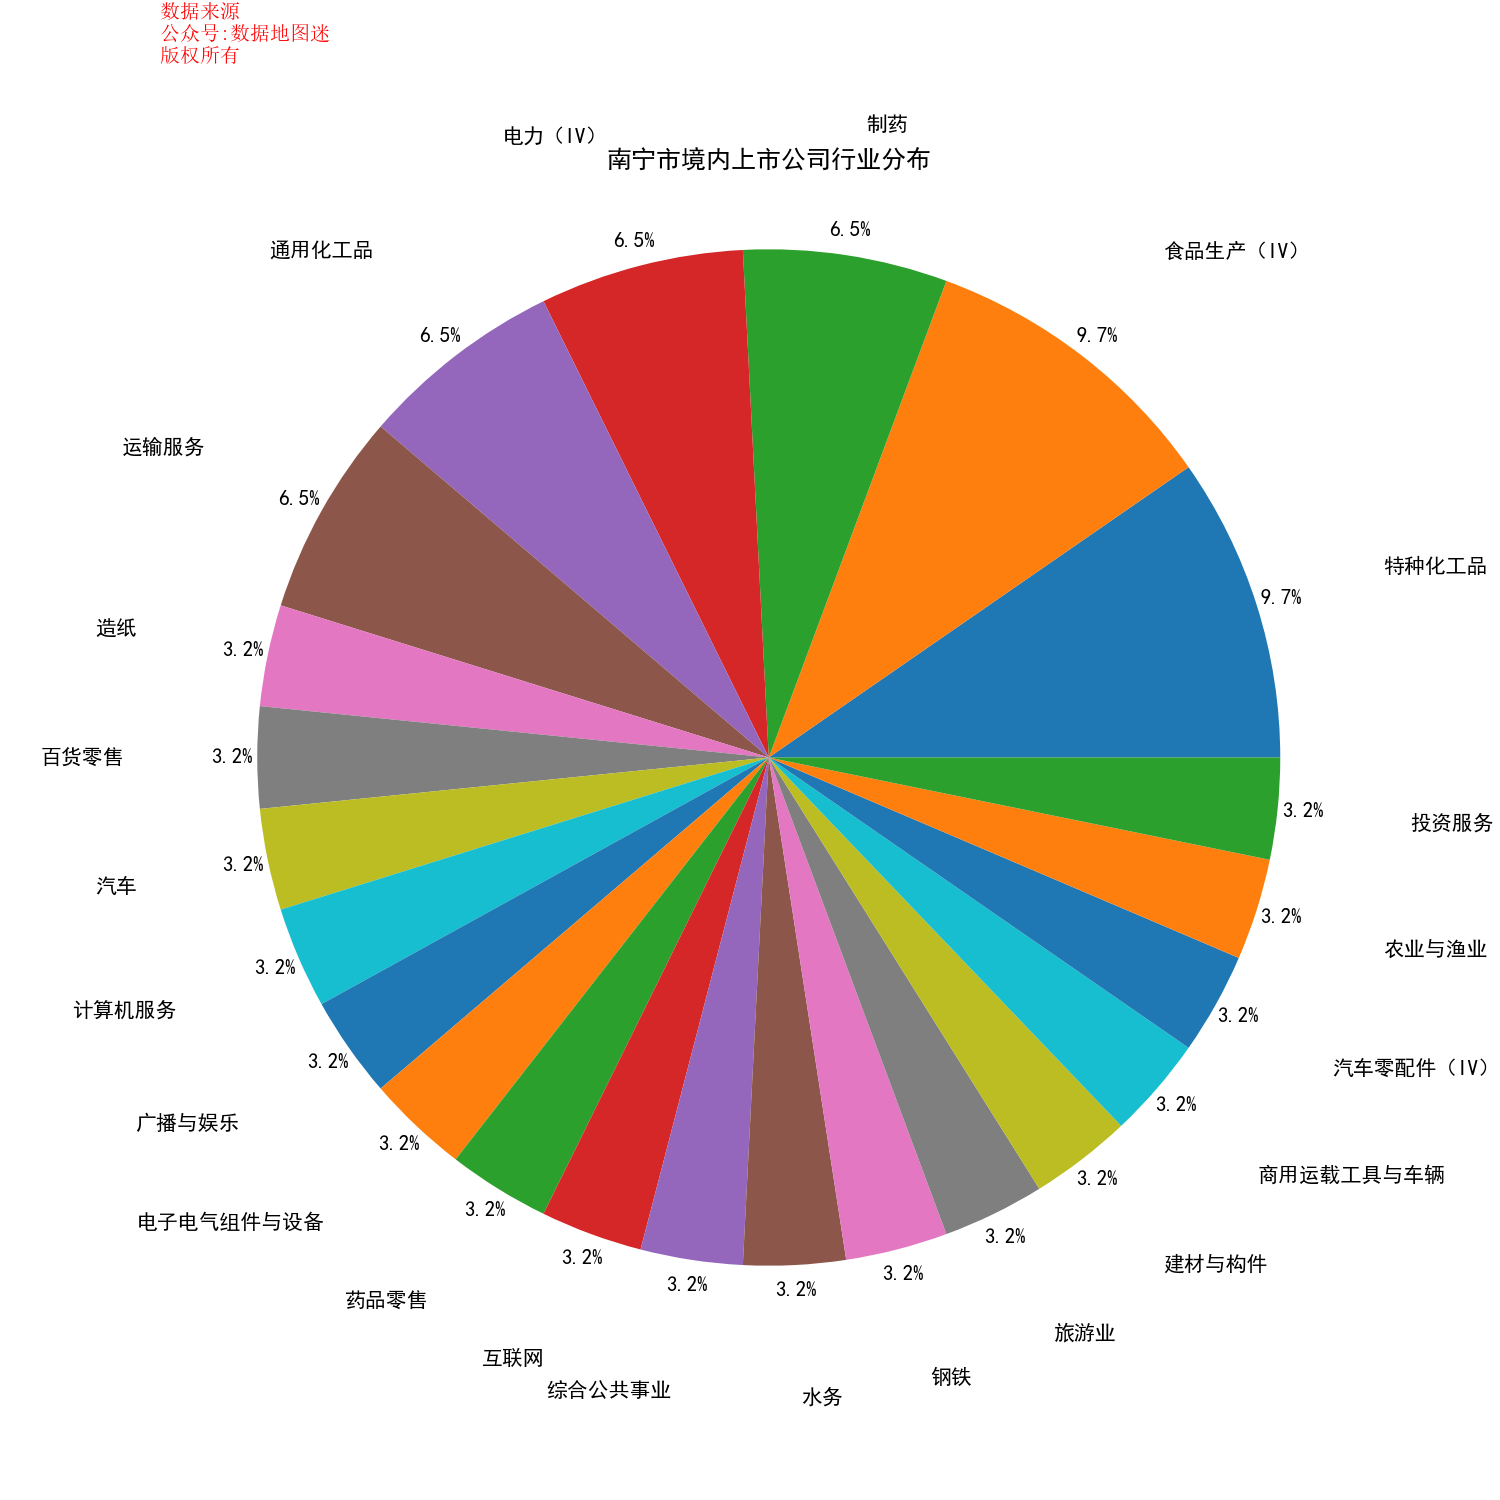 数据来源
公众号:数据地图迷
版权所有
南宁市境内上市公司行业分布
特种化工品
9.7%
食品生产（IV）
9.7%
制药
6.5%
电力（IV）
6.5%
通用化工品
6.5%
运输服务
6.5%
造纸
3.2%
百货零售
3.2%
汽车
3.2%
计算机服务
3.2%
广播与娱乐
3.2%
电子电气组件与设备
3.2%
药品零售
3.2%
互联网
3.2%
综合公共事业
3.2%
水务
3.2%
钢铁
3.2%
旅游业
3.2%
建材与构件
3.2%
商用运载工具与车辆
3.2%
汽车零配件（IV）
3.2%
农业与渔业
3.2%
投资服务
3.2%